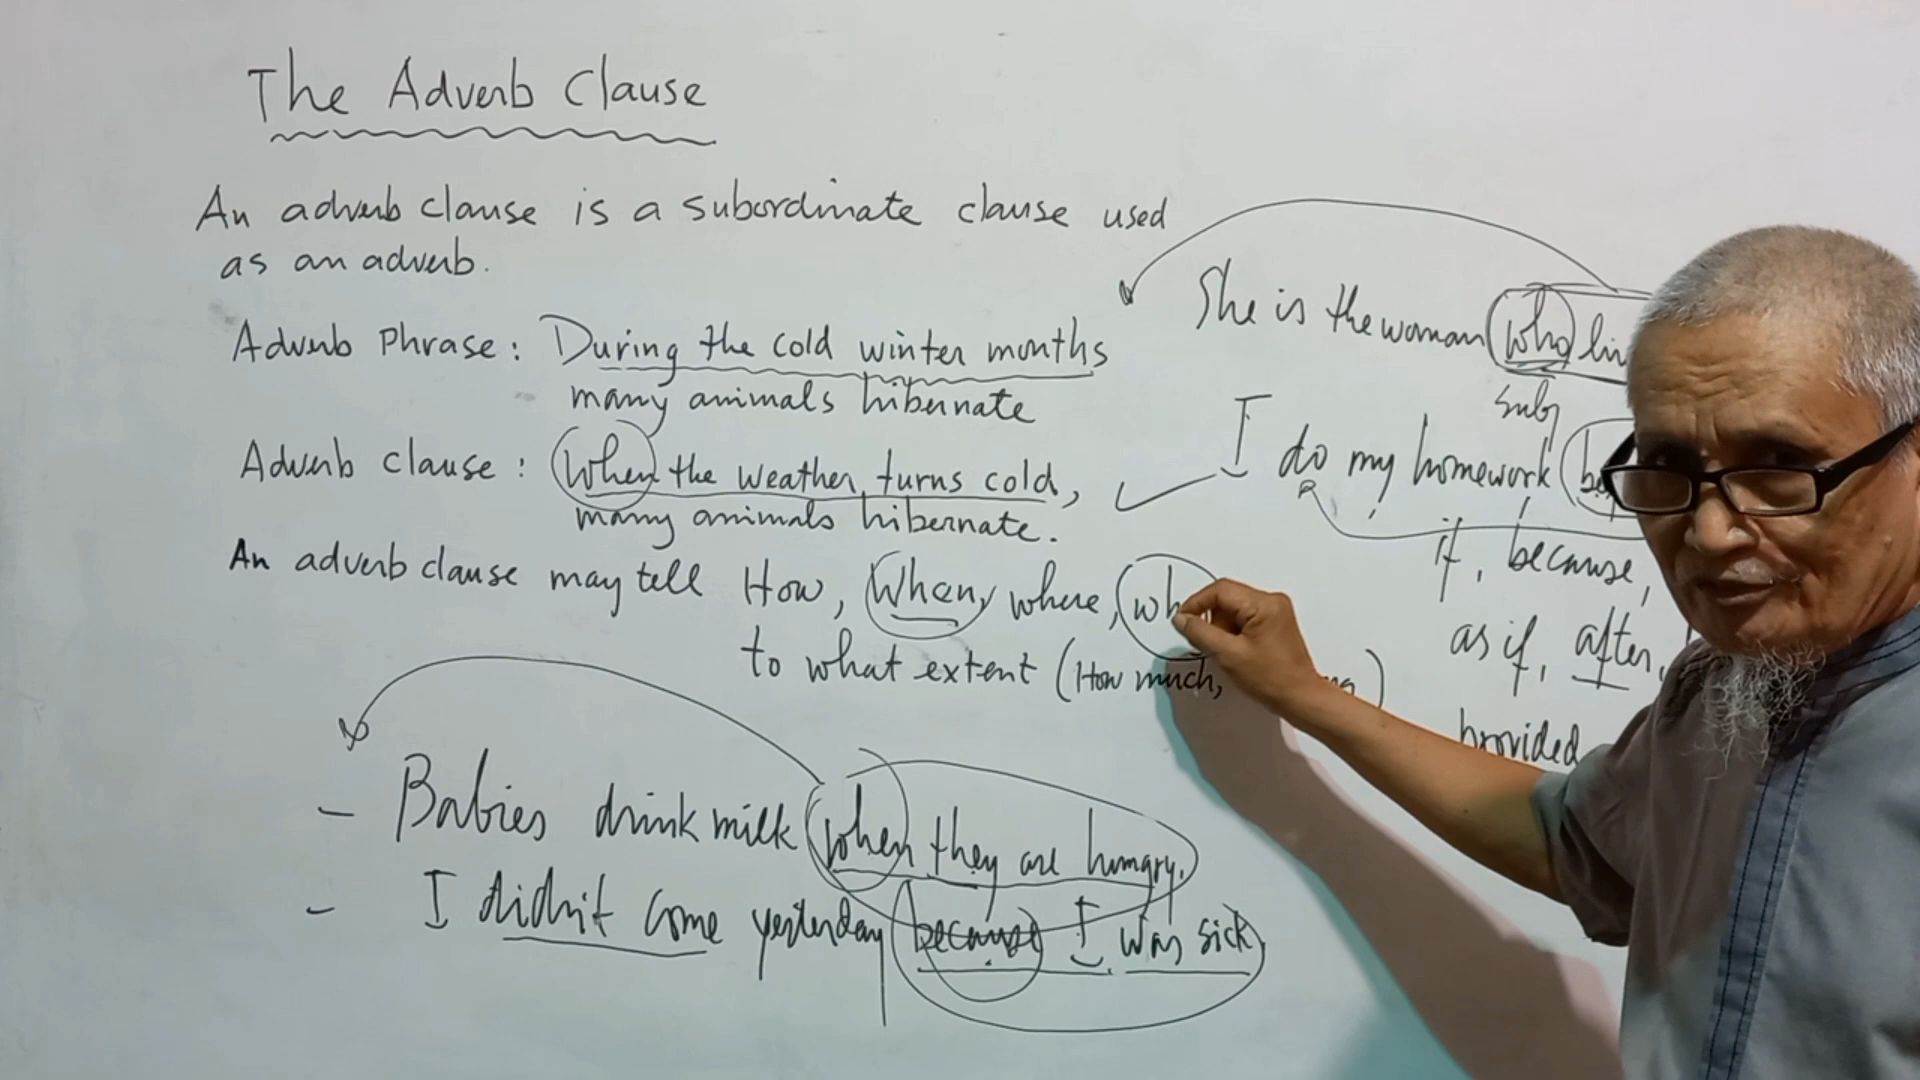 The Adverb Clause
An adverb clause is a subordinate clause used
as an adverb.
Adverb Phrase: During the cold winter months
many animals hibernate
Adverb clause: When the weather turns cold,
many animals hibernate.
An adverb clause may tell How, When, where,
to what extent (How much,
- Babies drink milk when they are hungry.
- I didn't come yesterday because I was sick
She is the woman who
sub
I do my homework
if, because,
as if, after,
provided